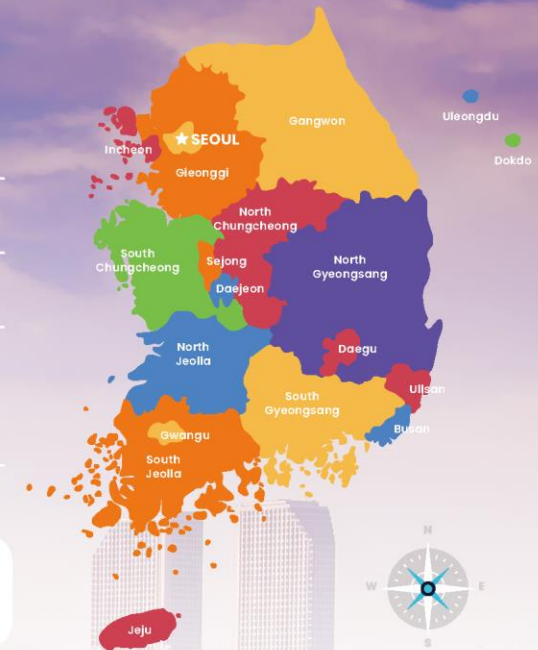 Gangwon
Uleongdu
SEOUL
Incheon
Dokdo
Gieonggi
North
Chungcheong
South
Chungcheong
Sejong
North
Gyeongsang
Daejeon
North
Jeolla
Daegu
Ullsan
South
Gyeongsang
Busan
Gwangu
South
Jeolla
N
W
E
S
Jeju